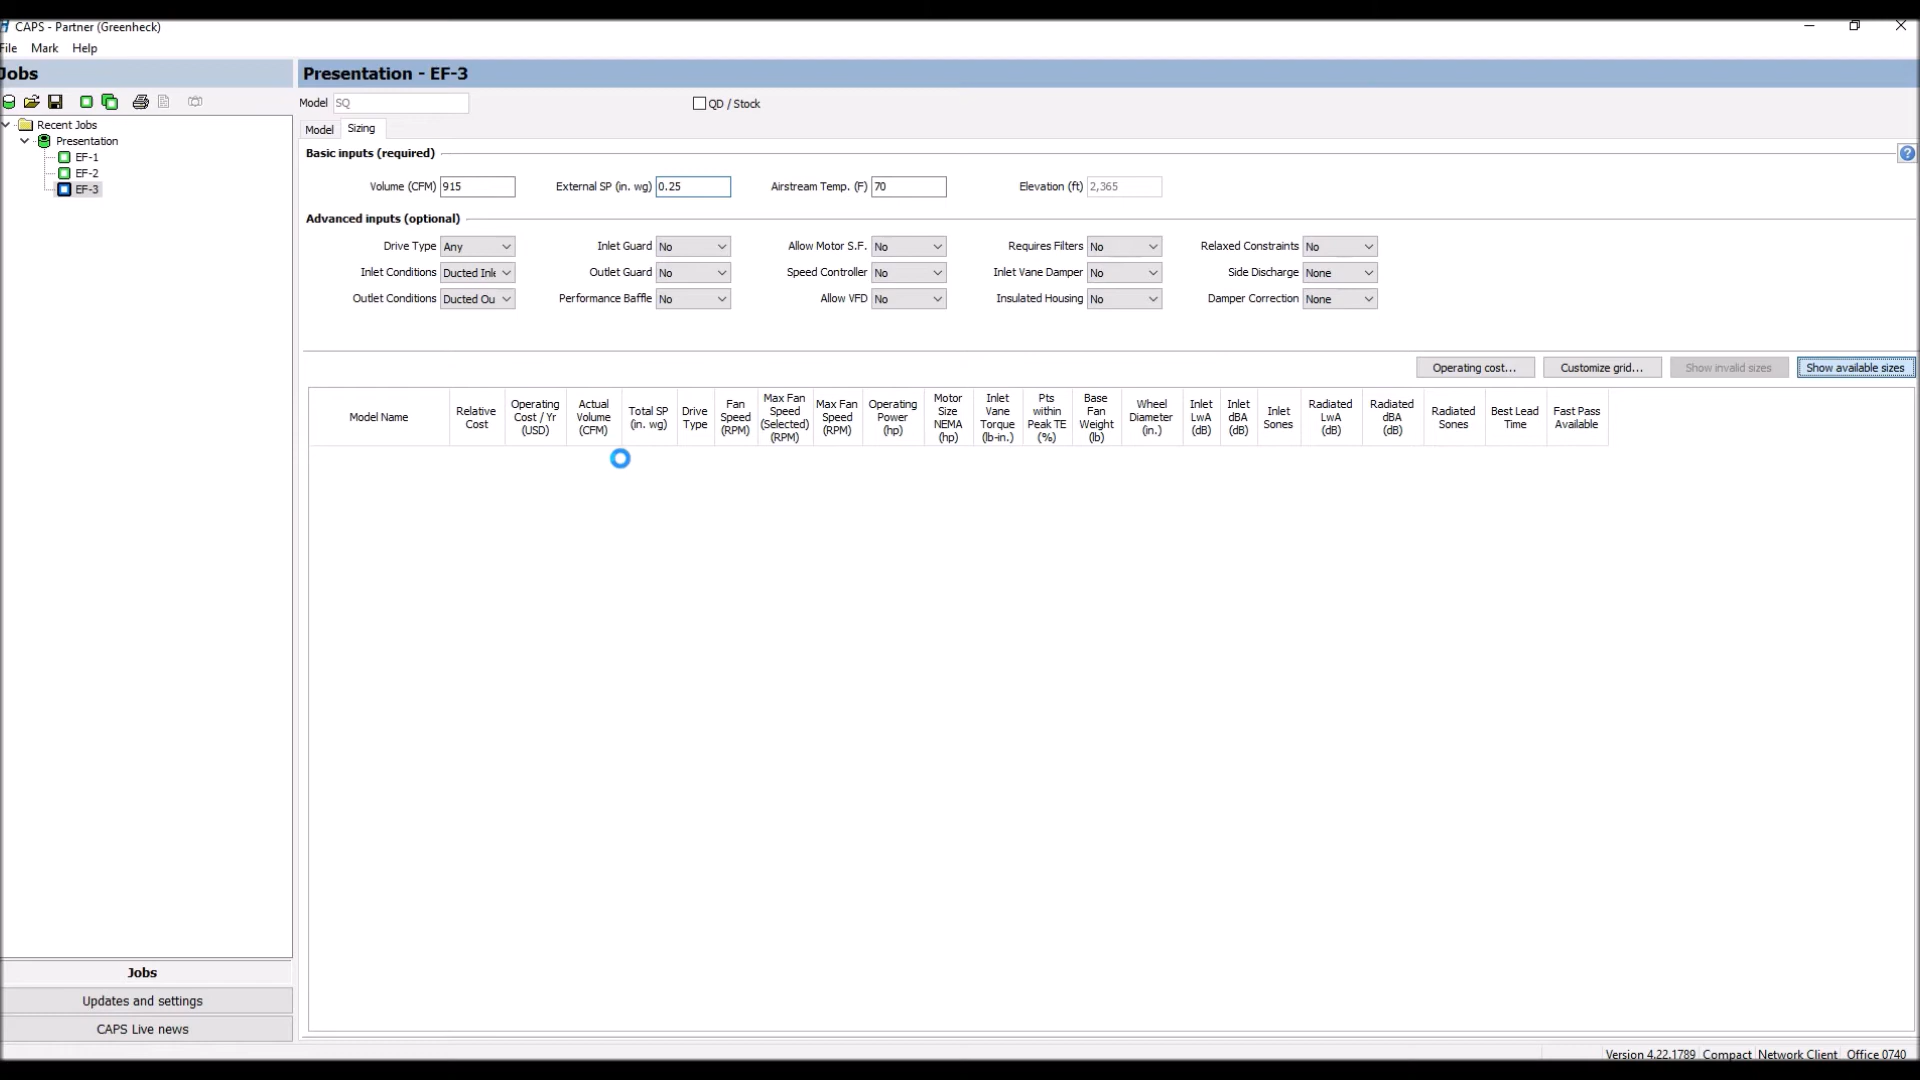 CAPS - Partner (Greenheck)
File Mark Help
Jobs
Presentation - EF-3
Model SQ
QD / Stock
Recent Jobs
Presentation
EF-1
EF-2
EF-3
Model Sizing
Basic inputs (required)
Volume (CFM) 915 External SP (in. wg) 0.25 Airstream Temp. (F) 70 Elevation (ft) 2,365
Advanced inputs (optional)
Drive Type Any Inlet Guard No Allow Motor S.F. No Requires Filters No Relaxed Constraints No
Inlet Conditions Ducted Inle Outlet Guard No Speed Controller No Inlet Vane Damper No Side Discharge None
Outlet Conditions Ducted Ou Performance Baffle No Allow VFD No Insulated Housing No Damper Correction None
Operating cost... Customize grid... Show invalid sizes Show available sizes
Model Name
Relative
Cost
Operating
Cost / Yr
(USD)
Actual
Volume
(CFM)
Total SP
(in. wg)
Drive
Type
Fan
Speed
(RPM)
Max Fan
Speed
(Selected)
(RPM)
Max Fan
Speed
(RPM)
Operating
Power
(hp)
Motor
Size
NEMA
(hp)
Inlet
Vane
Torque
(lb-in.)
Pts
within
Peak TE
(%)
Base
Fan
Weight
(lb)
Wheel
Diameter
(in.)
Inlet
LwA
(dB)
Inlet
dBA
(dB)
Inlet
Sones
Radiated
LwA
(dB)
Radiated
dBA
(dB)
Radiated
Sones
Best Lead
Time
Fast Pass
Available
Jobs
Updates and settings
CAPS Live news
Version 4.22.1789 Compact Network Client Office 0740